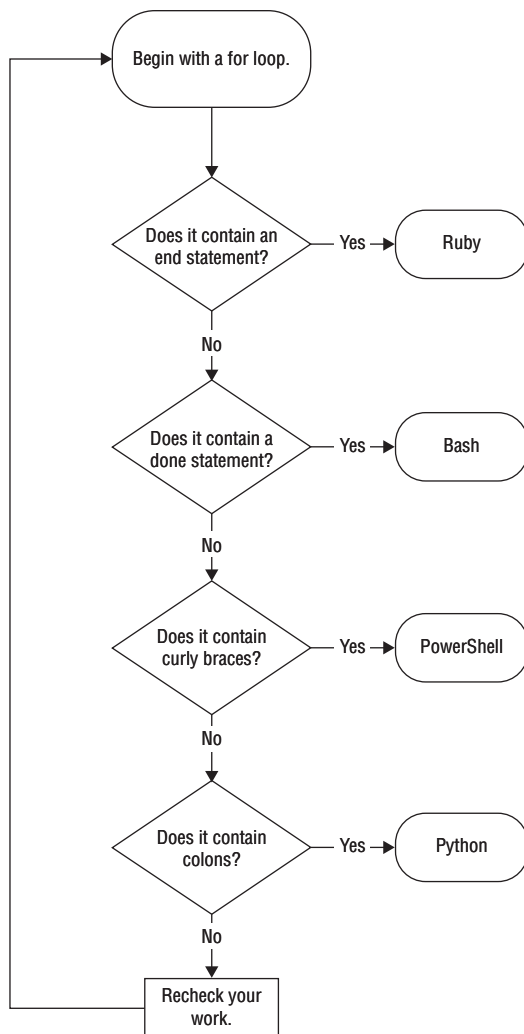 Begin with a for loop.
Does it contain an
end statement?
Yes
Ruby
No
Does it contain a
done statement?
Yes
Bash
No
Does it contain
curly braces?
Yes
PowerShell
No
Does it contain
colons?
Yes
Python
No
Recheck your
work.